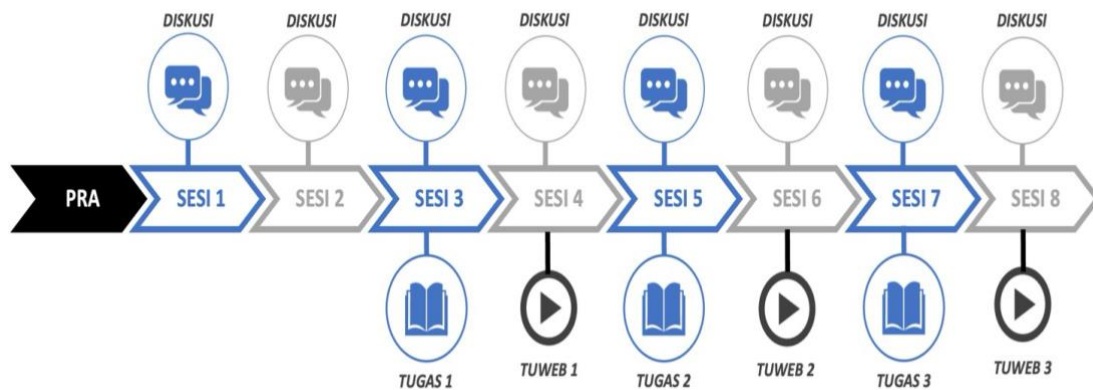 DISKUSI DISKUSI DISKUSI DISKUSI DISKUSI DISKUSI DISKUSI DISKUSI
PRA SESI 1 SESI 2 SESI 3 SESI 4 SESI 5 SESI 6 SESI 7 SESI 8
TUGAS 1 TUWEB 1 TUGAS 2 TUWEB 2 TUGAS 3 TUWEB 3